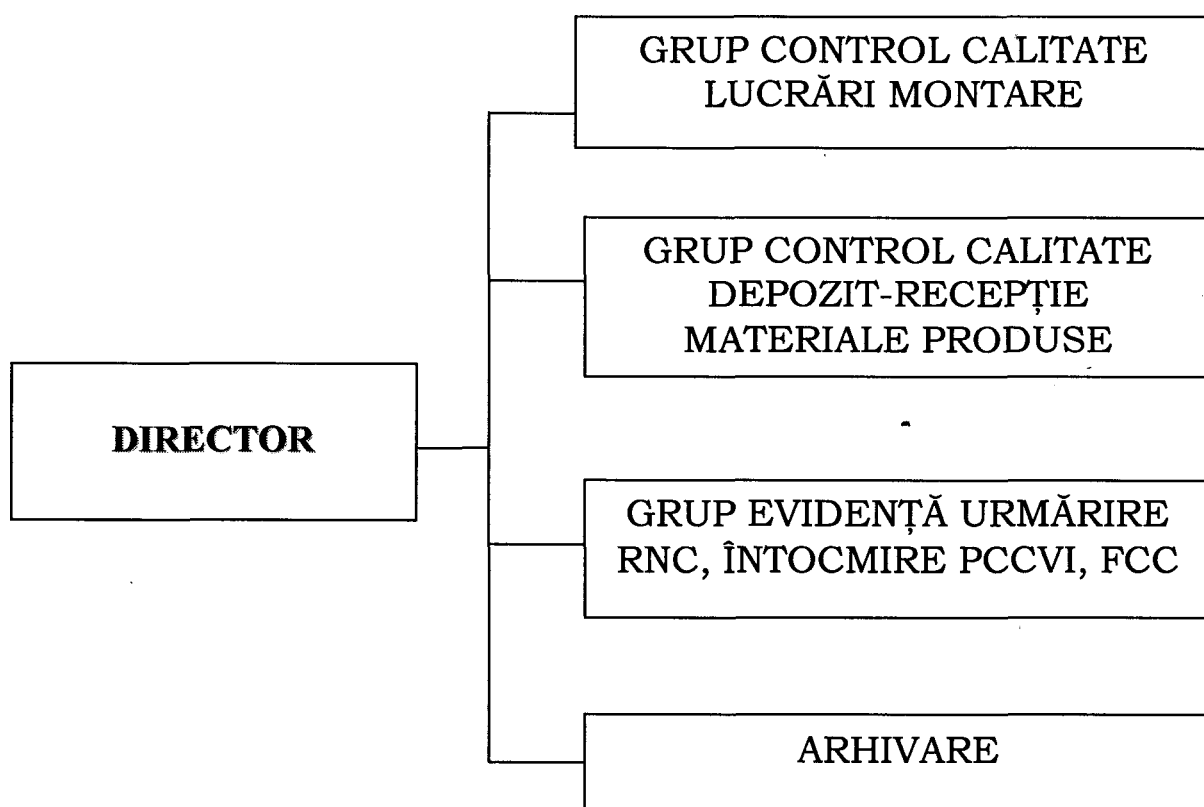 GRUP CONTROL CALITATE
LUCRĂRI MONTARE
GRUP CONTROL CALITATE
DEPOZIT-RECEPȚIE
MATERIALE PRODUSE
DIRECTOR
GRUP EVIDENȚĂ URMĂRIRE
RNC, ÎNTOCMIRE PCCVI, FCC
ARHIVARE